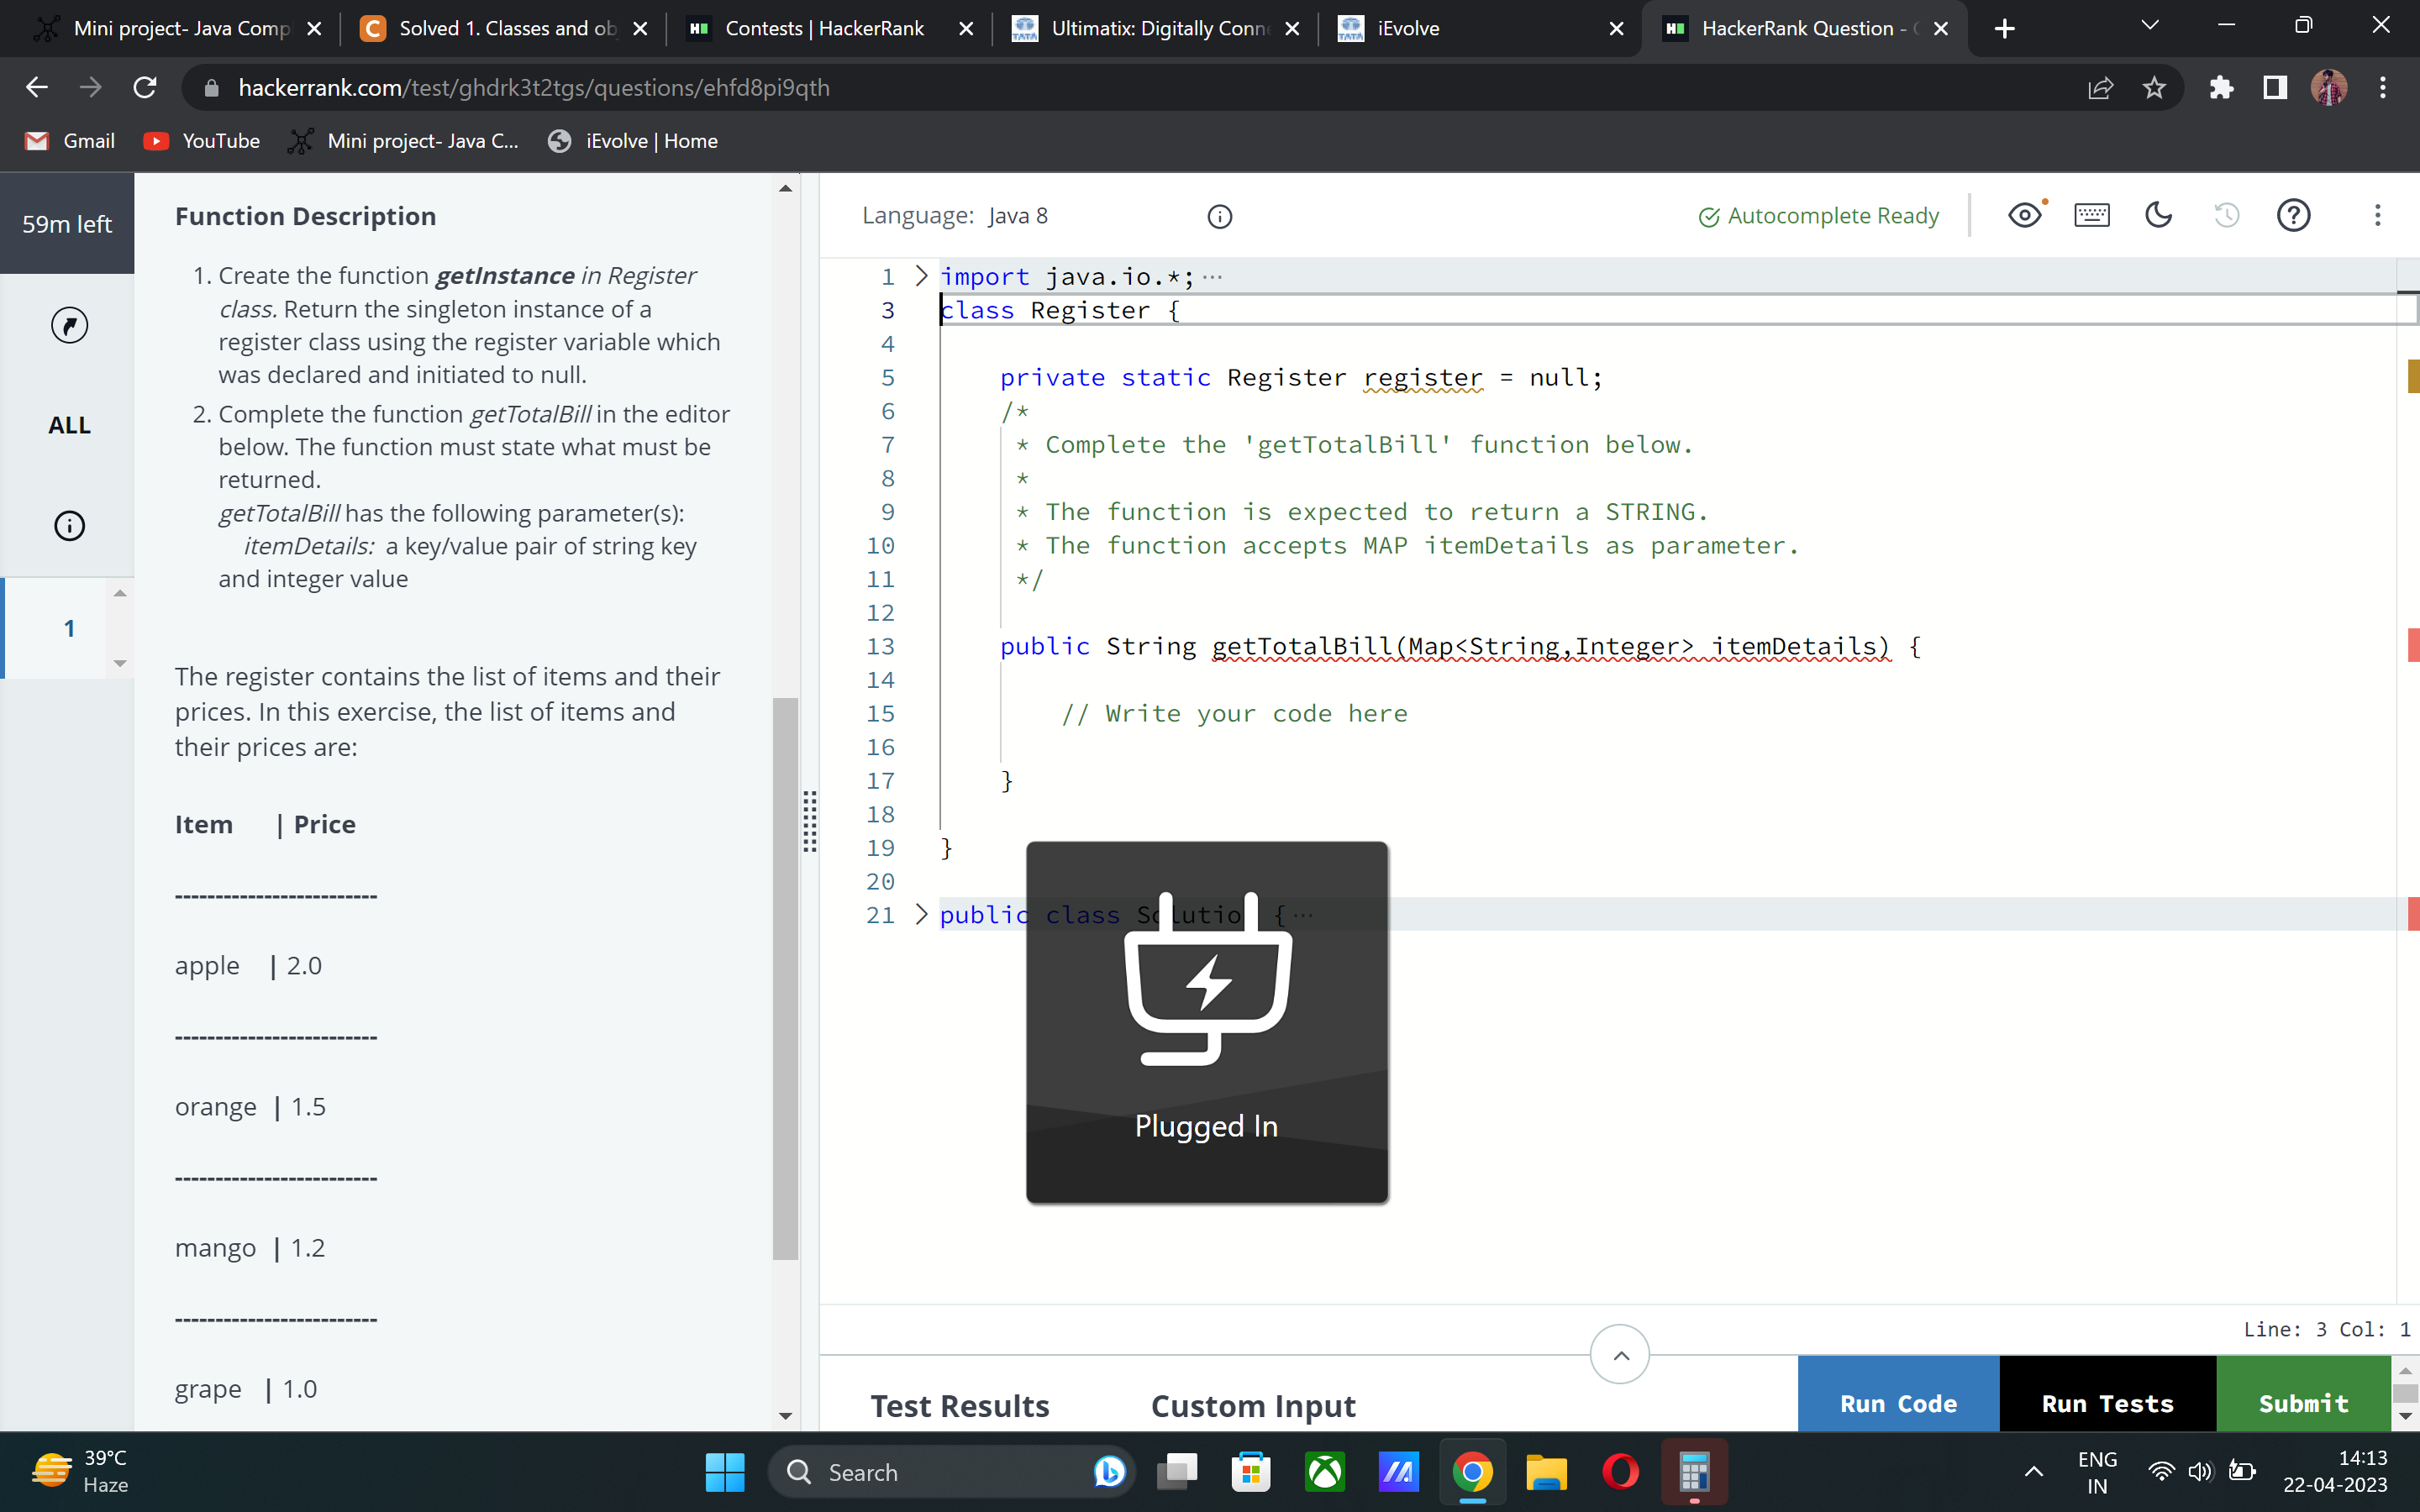 Mini project- Java Comp
Solved 1. Classes and ob
Contests | HackerRank
Ultimatix: Digitally Conne
iEvolve
HackerRank Question -
hackerrank.com/test/ghdrk3t2tgs/questions/ehfd8pi9qth
Gmail
YouTube
Mini project- Java C...
iEvolve | Home
59m left
ALL
1
Function Description
1. Create the function getInstance in Register
class. Return the singleton instance of a
register class using the register variable which
was declared and initiated to null.
2. Complete the function getTotalBill in the editor
below. The function must state what must be
returned.
getTotalBill has the following parameter(s):
itemDetails: a key/value pair of string key
and integer value
The register contains the list of items and their
prices. In this exercise, the list of items and
their prices are:
Item | Price
-------------------------
apple | 2.0
-------------------------
orange | 1.5
-------------------------
mango | 1.2
-------------------------
grape | 1.0
Language: Java 8
Autocomplete Ready
1 import java.io.*;···
3 class Register {
4
5 private static Register register = null;
6 /*
7 * Complete the 'getTotalBill' function below.
8 *
9 * The function is expected to return a STRING.
10 * The function accepts MAP itemDetails as parameter.
11 */
12
13 public String getTotalBill(Map<String,Integer> itemDetails) {
14
15 // Write your code here
16
17 }
18
19 }
20
21 public class Solution {···
Plugged In
Line: 3 Col: 1
Test Results
Custom Input
Run Code
Run Tests
Submit
39°C
Haze
Search
ENG
IN
14:13
22-04-2023